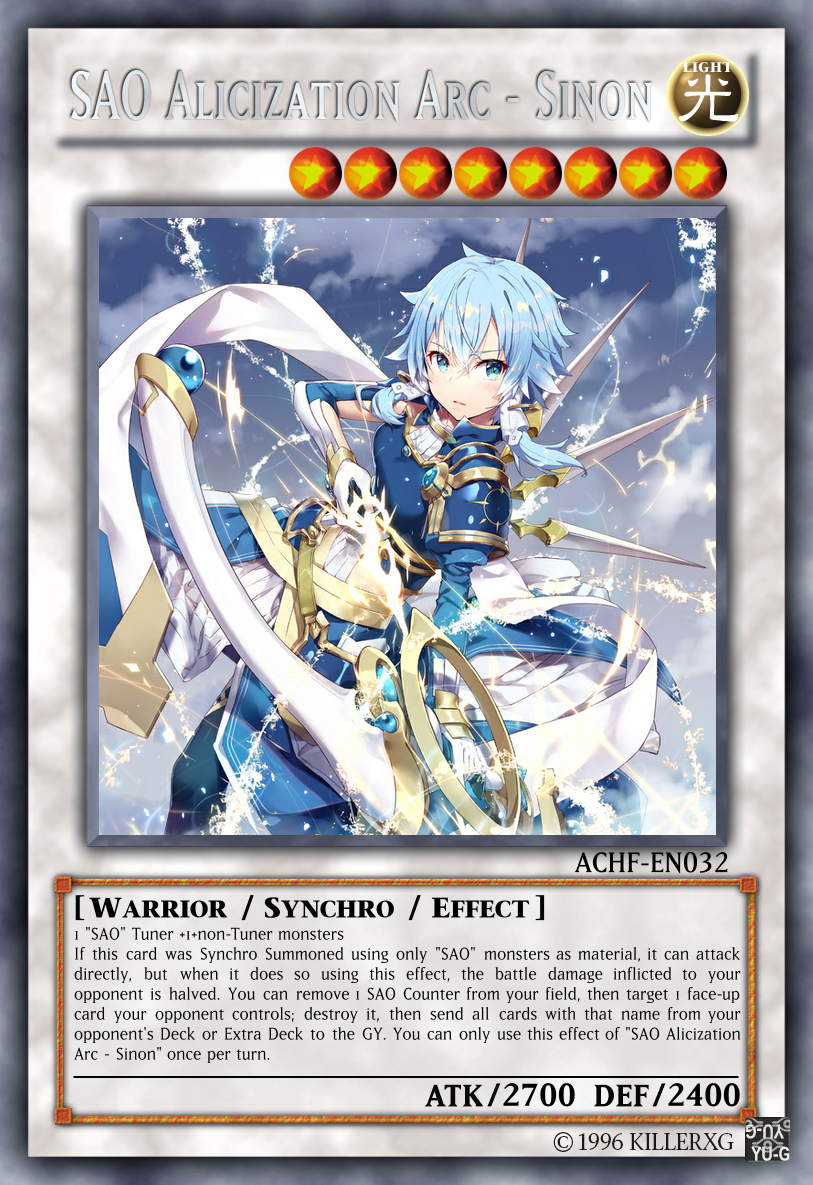 SAO Alicization Arc - Sinon
LIGHT
光
ACHF-EN032
[ Warrior / Synchro / Effect ]
1 "SAO" Tuner +1+non-Tuner monsters
If this card was Synchro Summoned using only "SAO" monsters as material, it can attack
directly, but when it does so using this effect, the battle damage inflicted to your
opponent is halved. You can remove 1 SAO Counter from your field, then target 1 face-up
card your opponent controls; destroy it, then send all cards with that name from your
opponent's Deck or Extra Deck to the GY. You can only use this effect of "SAO Alicization
Arc - Sinon" once per turn.
ATK/2700 DEF/2400
© 1996 KILLERXG
YU-G